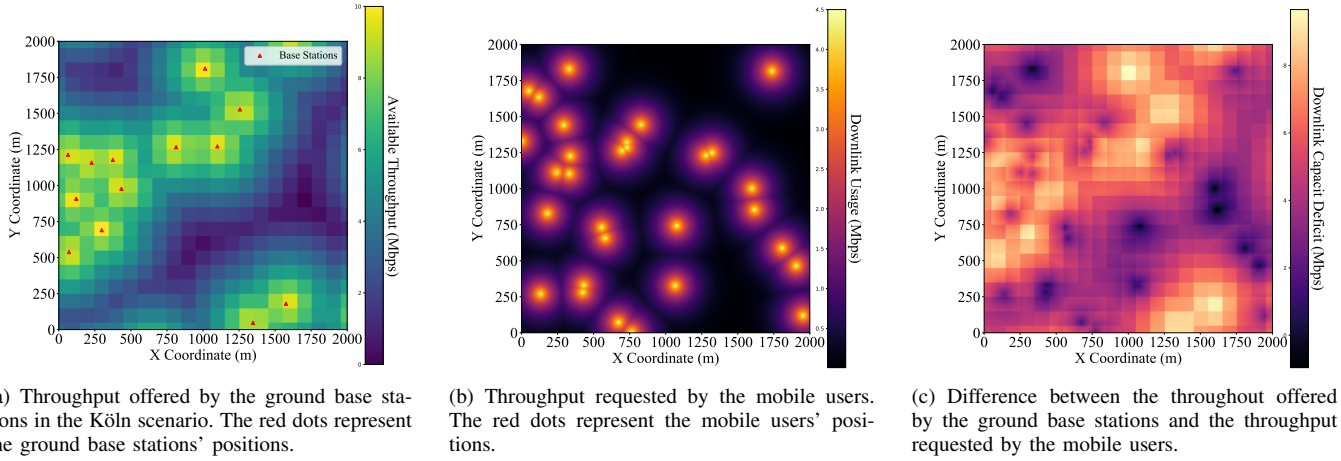 10
8
6
4
2
0
Available Throughput (Mbps)
2000
1750
1500
1250
1000
750
500
250
0
Y Coordinate (m)
Base Stations
0 250 500 750 1000 1250 1500 1750 2000
X Coordinate (m)
4.5
4.0
3.5
3.0
2.5
2.0
1.5
1.0
0.5
Downlink Usage (Mbps)
2000
1750
1500
1250
1000
750
500
250
0
Y Coordinate (m)
0 250 500 750 1000 1250 1500 1750 2000
X Coordinate (m)
8
6
4
2
0
Downlink Capacit Deficit (Mbps)
2000
1750
1500
1250
1000
750
500
250
0
Y Coordinate (m)
0 250 500 750 1000 1250 1500 1750 2000
X Coordinate (m)
) Throughput offered by the ground base sta-
ons in the Köln scenario. The red dots represent
e ground base stations' positions.
(b) Throughput requested by the mobile users.
The red dots represent the mobile users' posi-
tions.
(c) Difference between the throughout offered
by the ground base stations and the throughput
requested by the mobile users.